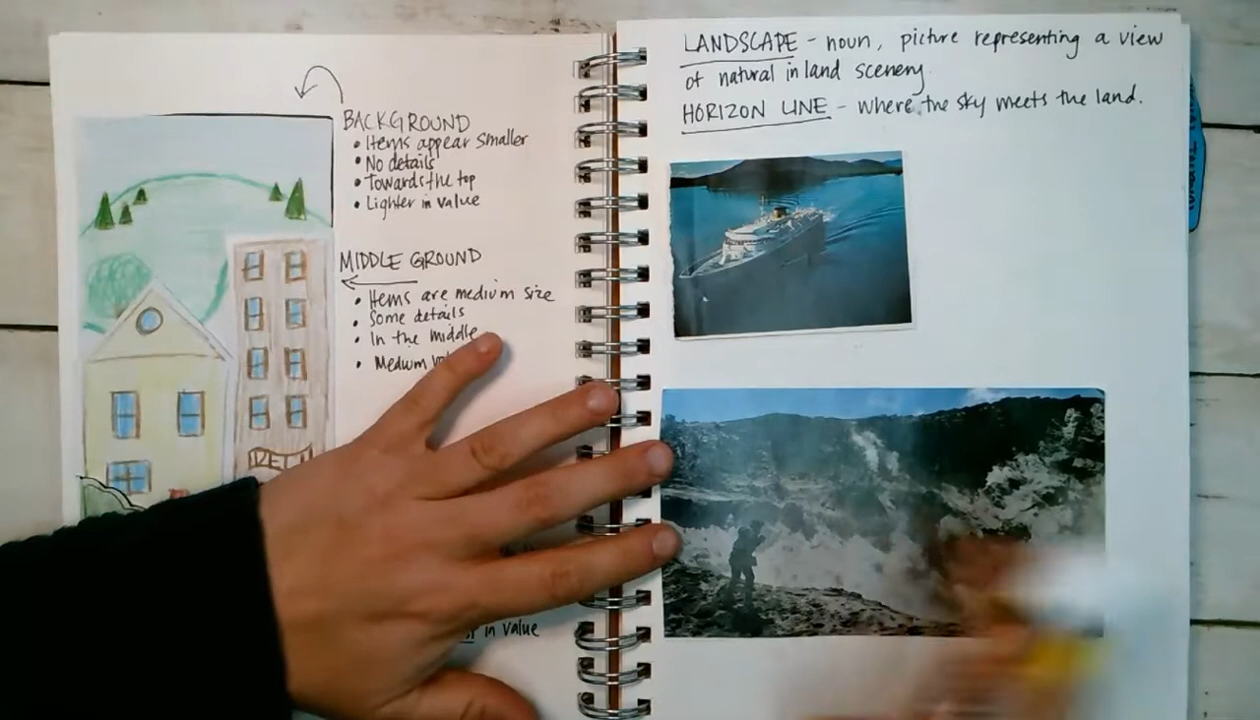 BACKGROUND
• Items appear smaller
• No details
• Towards the top
• Lighter in value
MIDDLE GROUND
• Items are medium size
• Some details
• In the middle
• Medium
in value
LANDSCAPE - noun, picture representing a view
of natural inland scenery.
HORIZON LINE - where the sky meets the land.